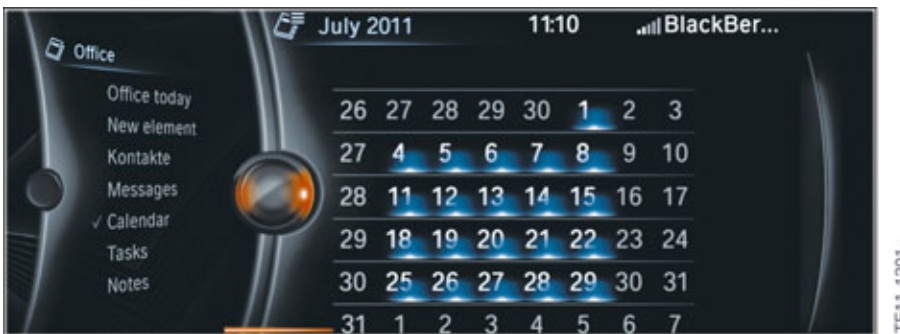 July 2011 11:10 BlackBer...
Office
Office today
New element
Kontakte
Messages
✓ Calendar
Tasks
Notes
26 27 28 29 30 1 2 3
27 4 5 6 7 8 9 10
28 11 12 13 14 15 16 17
29 18 19 20 21 22 23 24
30 25 26 27 28 29 30 31
31 1 2 3 4 5 6 7